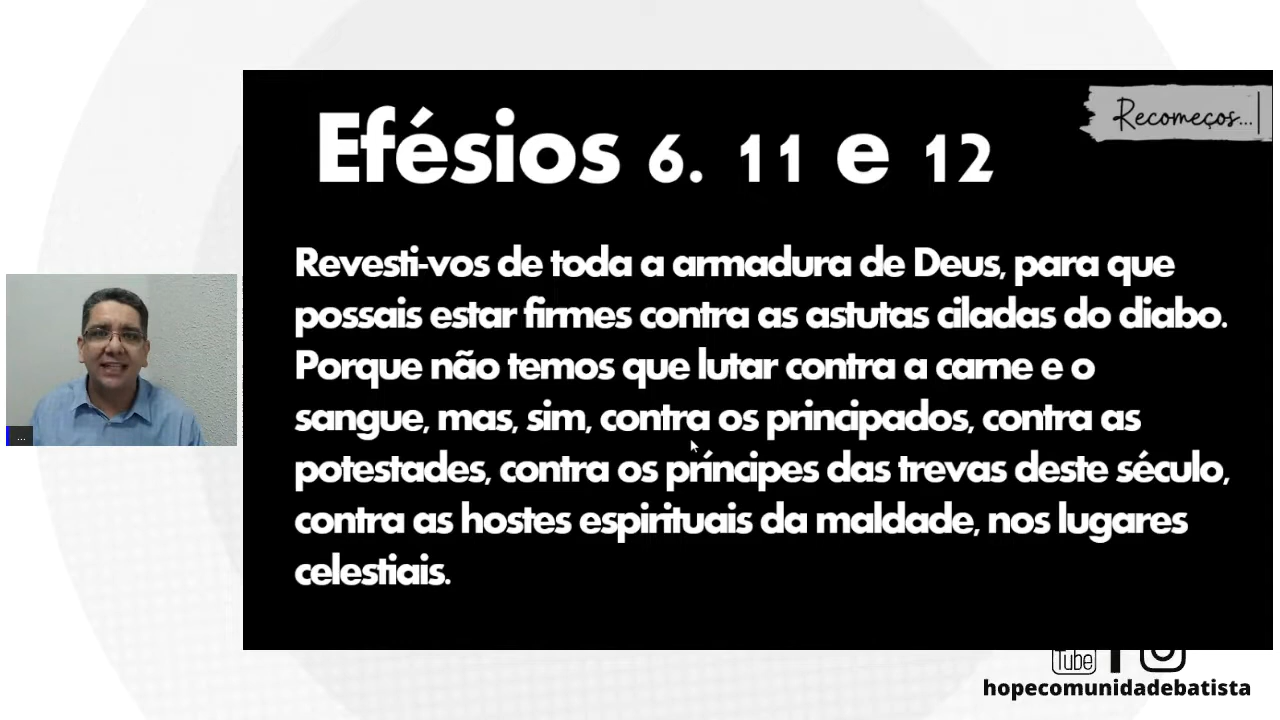 Recomeços...
Efésios 6. 11 e 12
Revesti-vos de toda a armadura de Deus, para que
possais estar firmes contra as astutas ciladas do diabo.
Porque não temos que lutar contra a carne e o
sangue, mas, sim, contra os principados, contra as
potestades, contra os príncipes das trevas deste século,
contra as hostes espirituais da maldade, nos lugares
celestiais.
...
Tube
hopecomunidadebatista